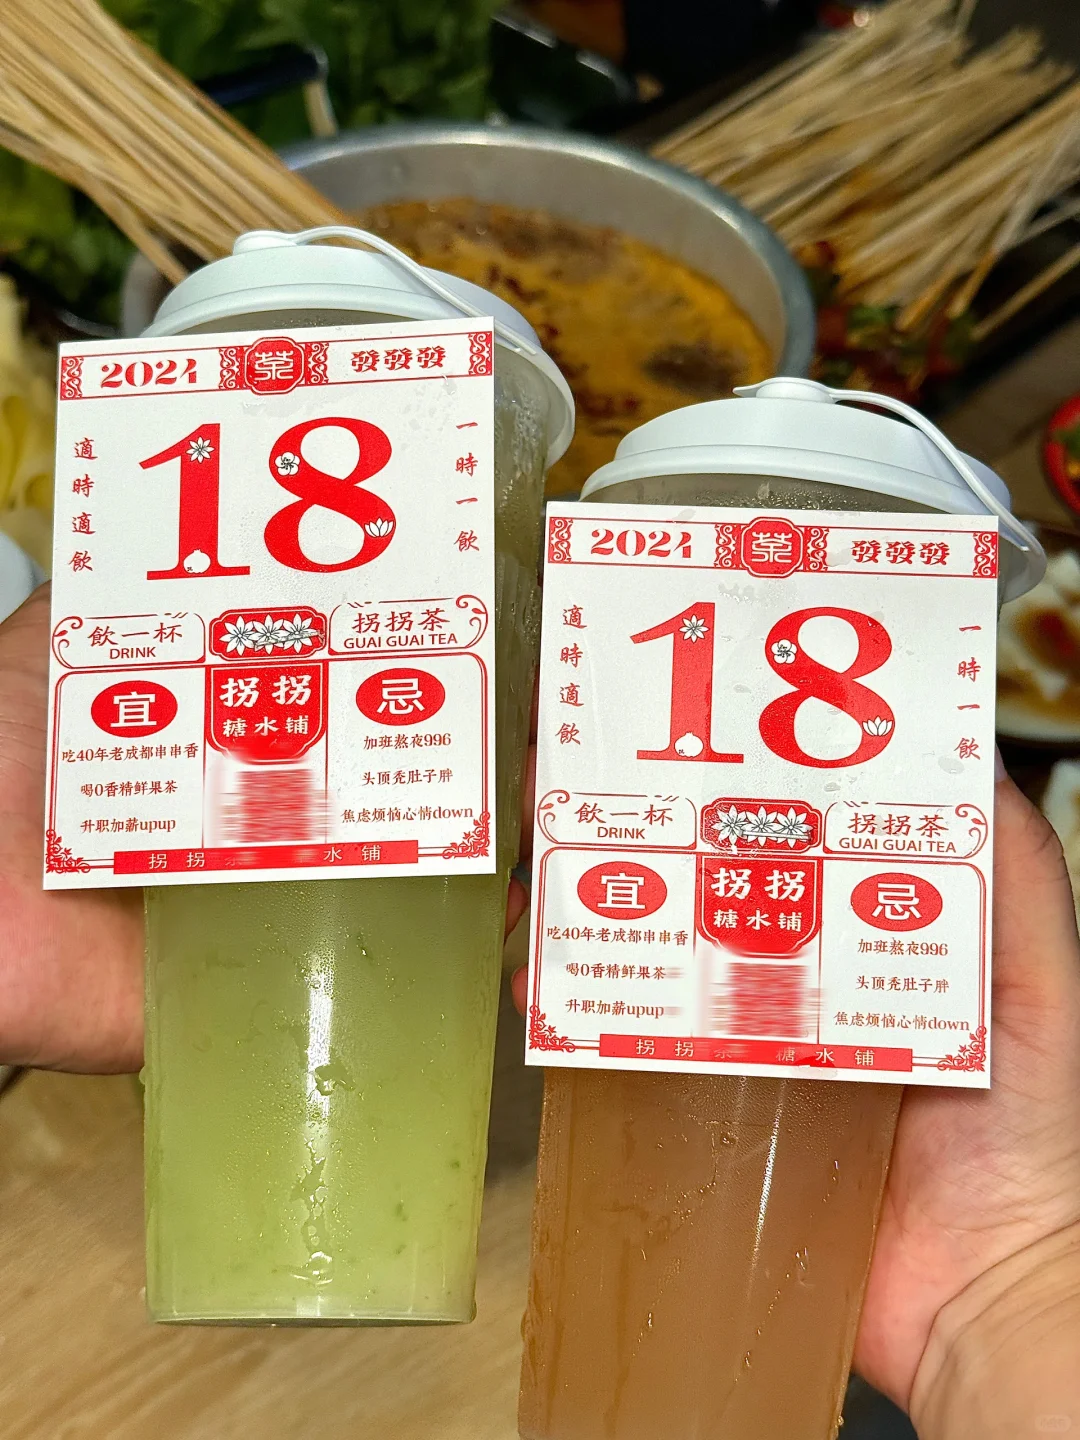 2024 茶 發發發
18
適時適飲
一時一飲
飲一杯
DRINK
拐拐茶
GUAI GUAI TEA
宜
吃40年老成都串串香
喝0香精鲜果茶
升职加薪upup
拐拐
糖水铺
忌
加班熬夜996
头顶秃肚子胖
焦虑烦恼心情down
拐拐 水铺
2024 茶 發發發
18
適時適飲
一時一飲
飲一杯
DRINK
拐拐茶
GUAI GUAI TEA
宜
吃40年老成都串串香
喝0香精鲜果茶
升职加薪upup
拐拐
糖水铺
忌
加班熬夜996
头顶秃肚子胖
焦虑烦恼心情down
拐拐 糖水铺